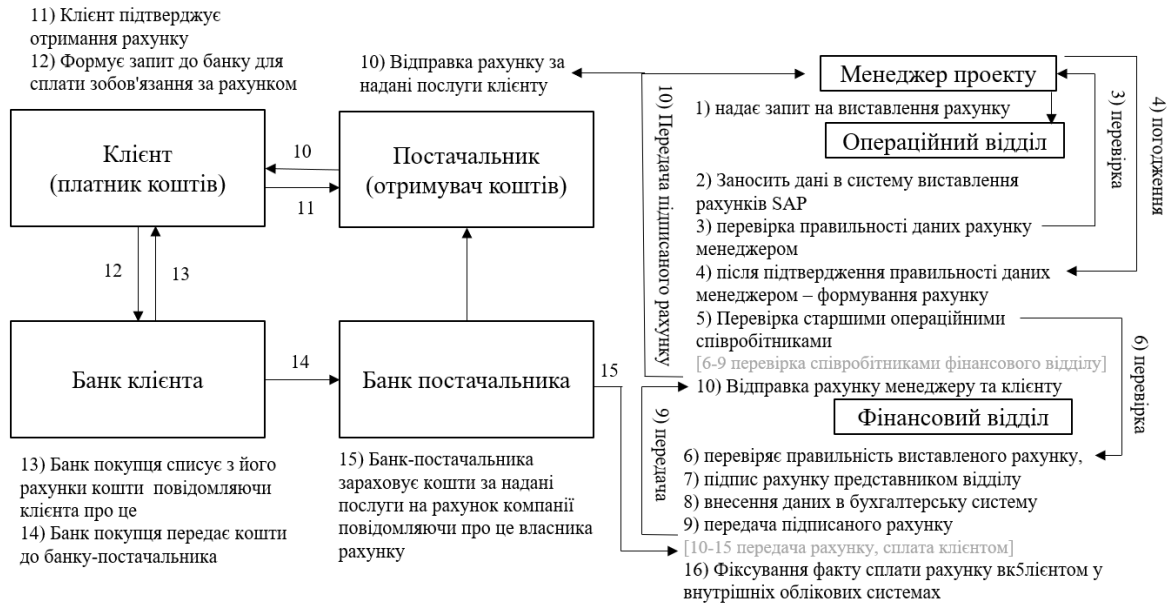 11) Клієнт підтверджує
отримання рахунку
12) Формує запит до банку для
сплати зобов'язання за рахунком
10) Відправка рахунку за
надані послуги клієнту
Клієнт
(платник коштів)
10
11
Постачальник
(отримувач коштів)
12
13
Банк клієнта
14
Банк постачальника
15
13) Банк покупця списує з його
рахунки кошти повідомляючи
клієнта про це
14) Банк покупця передає кошти
до банку-постачальника
15) Банк-постачальника
зараховує кошти за надані
послуги на рахунок компанії
повідомляючи про це власника
рахунку
10) Передача підписаного рахунку
9) передача
Менеджер проекту
1) надає запит на виставлення рахунку
Операційний відділ
2) Заносить дані в систему виставлення
рахунків SAP
3) перевірка правильності даних рахунку
менеджером
4) після підтвердження правильності даних
менеджером – формування рахунку
5) Перевірка старшими операційними
співробітниками
[6-9 перевірка співробітниками фінансового відділу]
10) Відправка рахунку менеджеру та клієнту
Фінансовий відділ
6) перевіряє правильність виставленого рахунку,
7) підпис рахунку представником відділу
8) внесення даних в бухгалтерську систему
9) передача підписаного рахунку
[10-15 передача рахунку, сплата клієнтом]
16) Фіксування факту сплати рахунку вк5лієнтом у
внутрішніх облікових системах
3) перевірка
4) погодження
6) перевірка